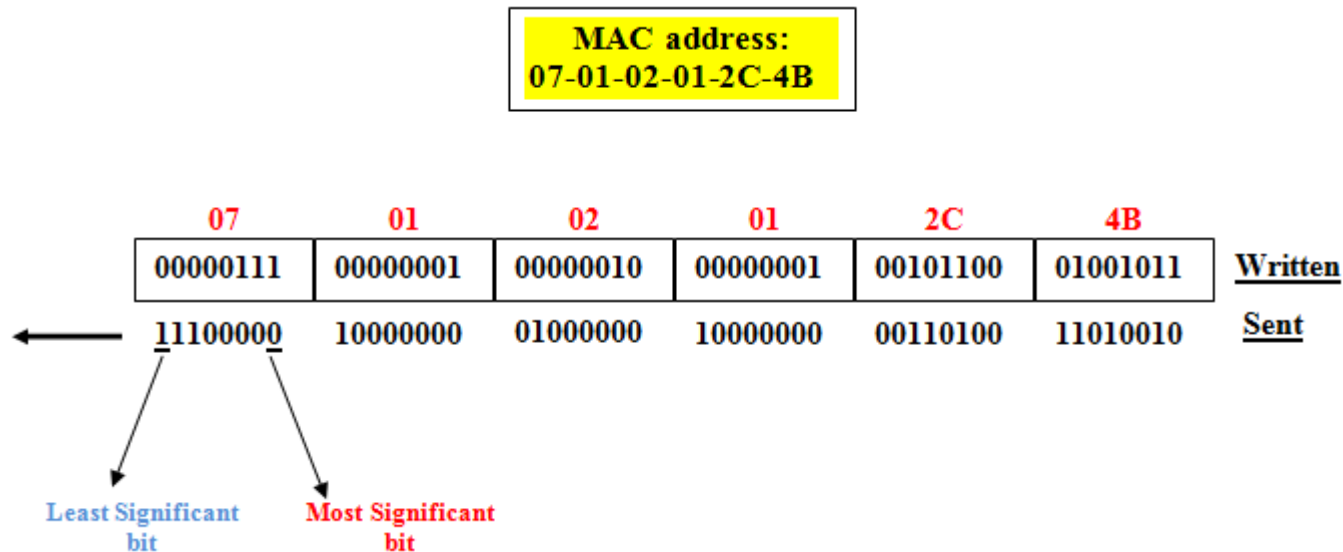 MAC address:
07-01-02-01-2C-4B
07 01 02 01 2C 4B
00000111 00000001 00000010 00000001 00101100 01001011 Written
11100000 10000000 01000000 10000000 00110100 11010010 Sent
Least Significant bit
Most Significant bit